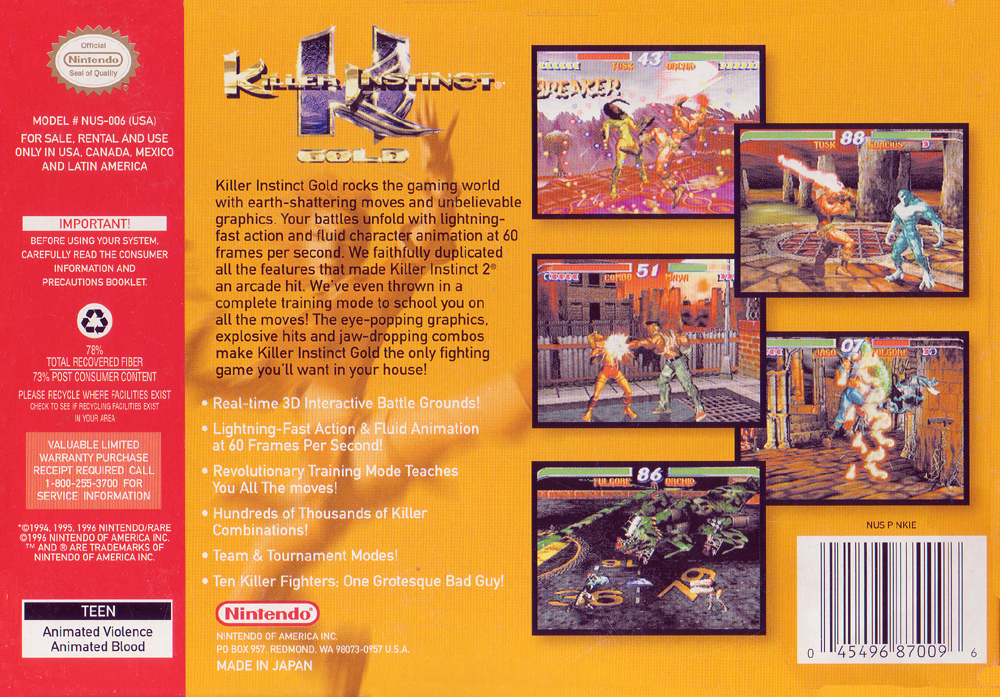 Official
Nintendo
Seal of Quality
MODEL # NUS-006 (USA)
FOR SALE, RENTAL AND USE
ONLY IN USA, CANADA, MEXICO
AND LATIN AMERICA
IMPORTANT!
BEFORE USING YOUR SYSTEM,
CAREFULLY READ THE CONSUMER
INFORMATION AND
PRECAUTIONS BOOKLET.
78%
TOTAL RECOVERED FIBER
73% POST CONSUMER CONTENT
PLEASE RECYCLE WHERE FACILITIES EXIST
CHECK TO SEE IF RECYCLING FACILITIES EXIST
IN YOUR AREA
VALUABLE LIMITED
WARRANTY PURCHASE
RECEIPT REQUIRED CALL
1-800-255-3700 FOR
SERVICE INFORMATION
*©1994, 1995, 1996 NINTENDO/RARE
©1996 NINTENDO OF AMERICA INC.
™ AND ® ARE TRADEMARKS OF
NINTENDO OF AMERICA INC.
TEEN
Animated Violence
Animated Blood
KI
KILLER INSTINCT®
GOLD
Killer Instinct Gold rocks the gaming world
with earth-shattering moves and unbelievable
graphics. Your battles unfold with lightning-
fast action and fluid character animation at 60
frames per second. We faithfully duplicated
all the features that made Killer Instinct 2®
an arcade hit. We've even thrown in a
complete training mode to school you on
all the moves! The eye-popping graphics,
explosive hits and jaw-dropping combos
make Killer Instinct Gold the only fighting
game you'll want in your house!
• Real-time 3D Interactive Battle Grounds!
• Lightning-Fast Action & Fluid Animation
at 60 Frames Per Second!
• Revolutionary Training Mode Teaches
You All The moves!
• Hundreds of Thousands of Killer
Combinations!
• Team & Tournament Modes!
• Ten Killer Fighters; One Grotesque Bad Guy!
Nintendo®
NINTENDO OF AMERICA INC.
PO BOX 957, REDMOND, WA 98073-0957 U.S.A.
MADE IN JAPAN
TUSK 43 ORCHID
BREAKER
TUSK 88 GLACIUS
COMBO 51 MAYA
JAGO 07 FULGORE
FULGORE 86 ORCHID
16
NUS P NKIE
0 45496 87009 6